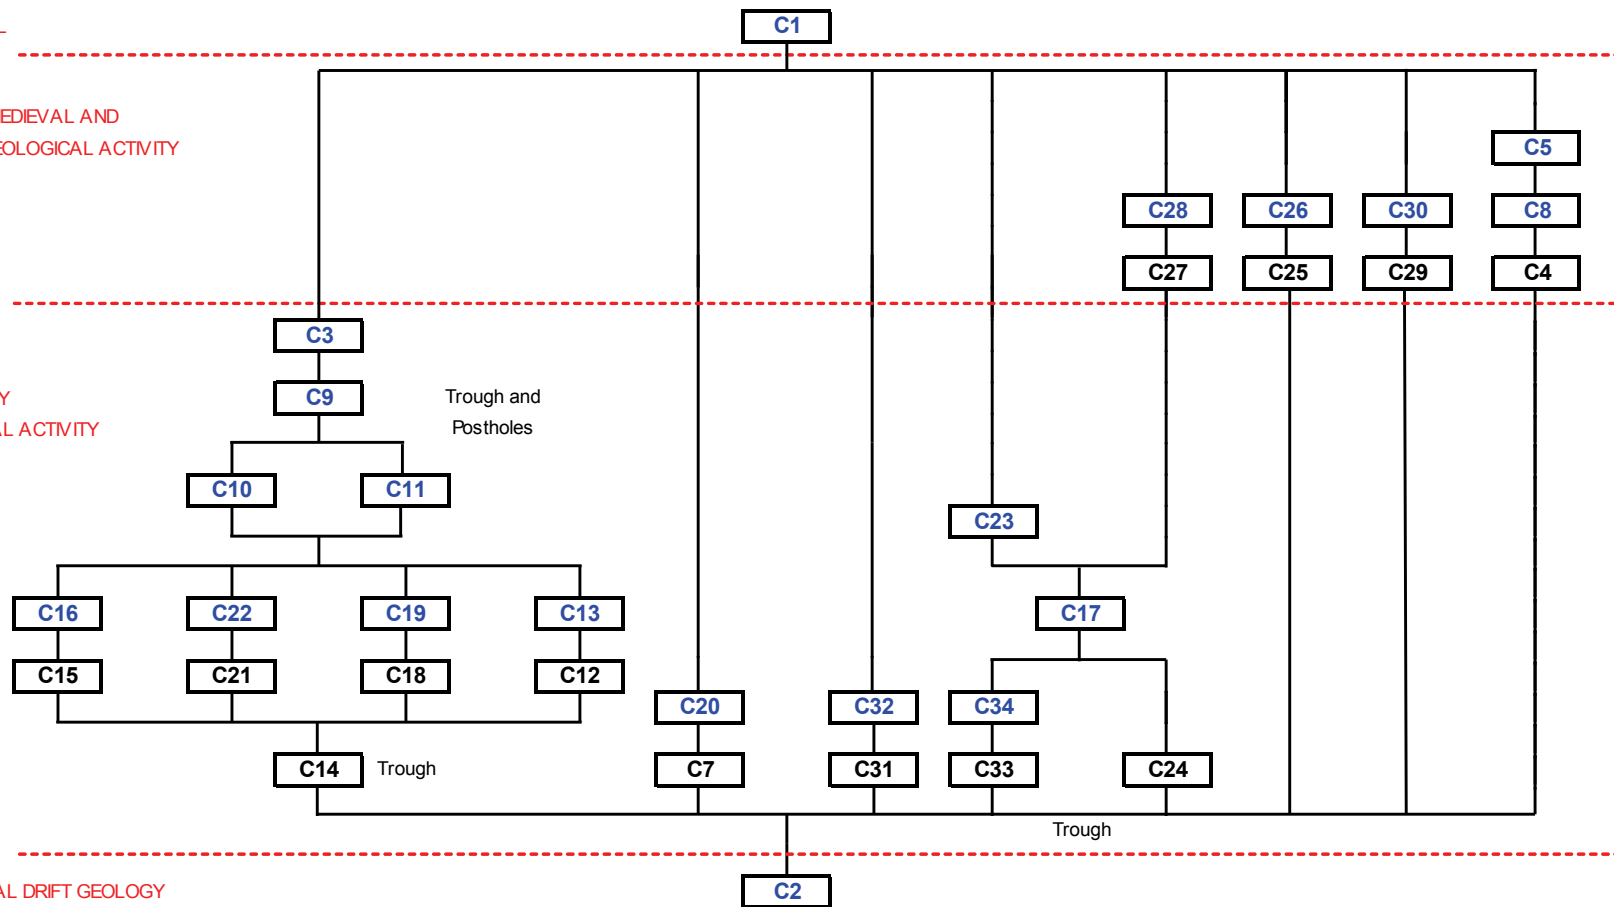 C1
EDIEVAL AND
EOLOGICAL ACTIVITY
C5
C28 C26 C30 C8
C27 C25 C29 C4
C3
C9 Trough and
Y
AL ACTIVITY Postholes
C10 C11
C23
C16 C22 C19 C13 C17
C15 C21 C18 C12
C20 C32 C34
C14 Trough C7 C31 C33 C24
Trough
AL DRIFT GEOLOGY
C2